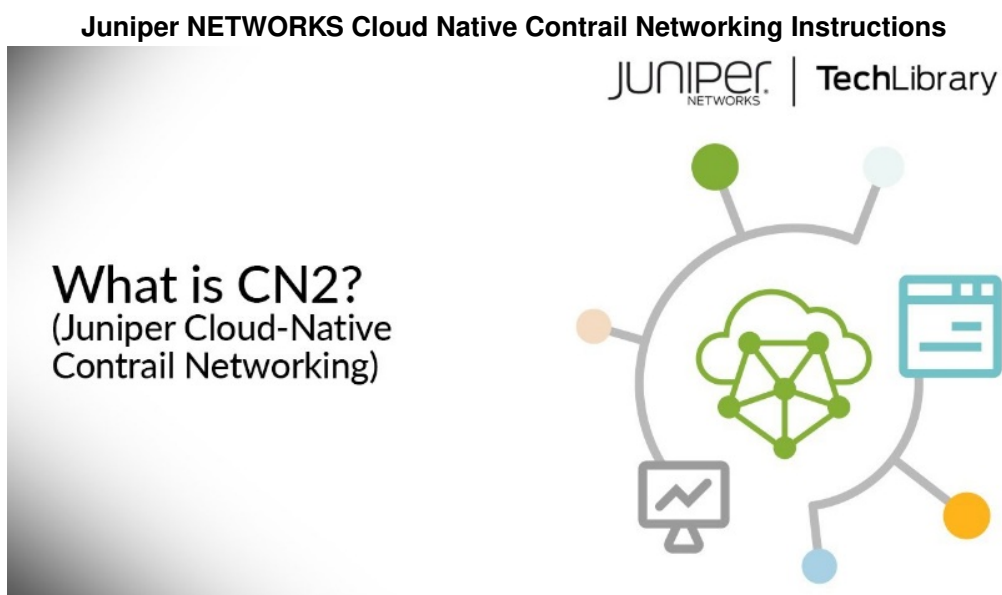 Juniper NETWORKS Cloud Native Contrail Networking Instructions
JUNIPER NETWORKS | TechLibrary
What is CN2?
(Juniper Cloud-Native
Contrail Networking)